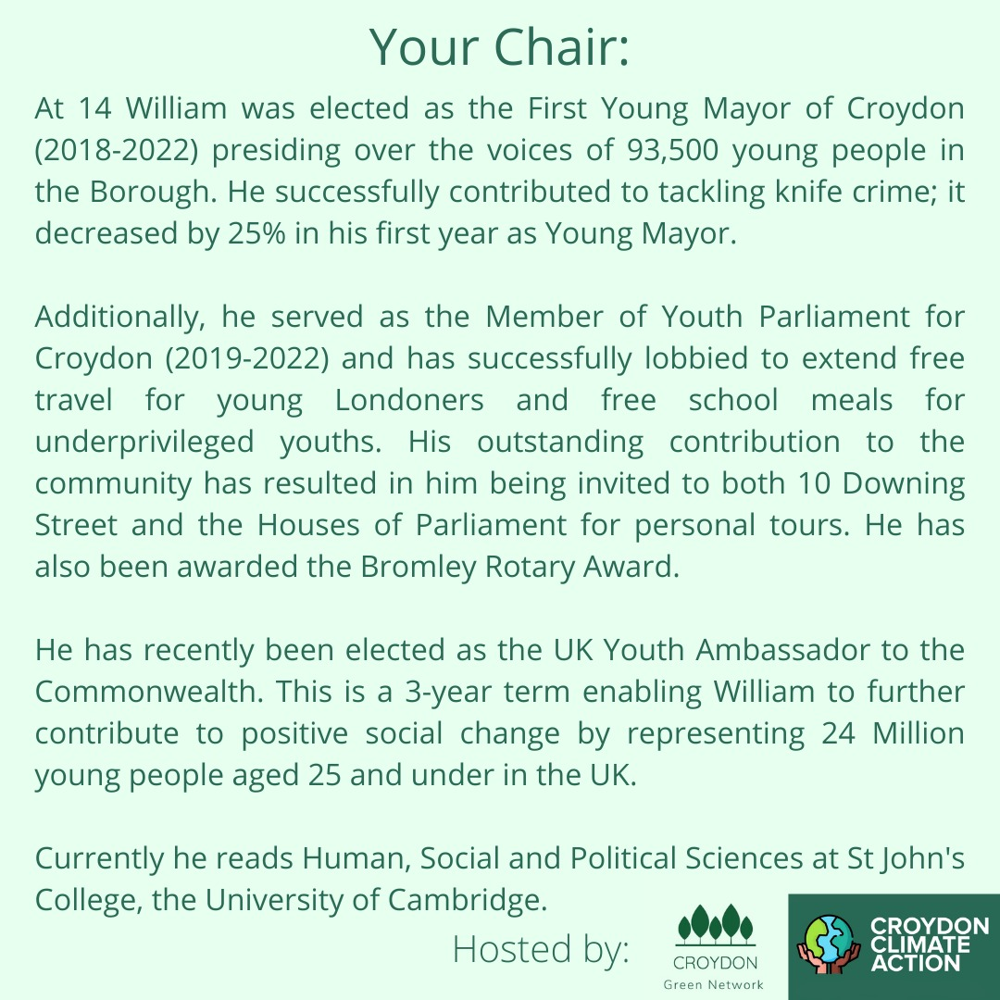 Your Chair:
At 14 William was elected as the First Young Mayor of Croydon
(2018-2022) presiding over the voices of 93,500 young people in
the Borough. He successfully contributed to tackling knife crime; it
decreased by 25% in his first year as Young Mayor.
Additionally, he served as the Member of Youth Parliament for
Croydon (2019-2022) and has successfully lobbied to extend free
travel for young Londoners and free school meals for
underprivileged youths. His outstanding contribution to the
community has resulted in him being invited to both 10 Downing
Street and the Houses of Parliament for personal tours. He has
also been awarded the Bromley Rotary Award.
He has recently been elected as the UK Youth Ambassador to the
Commonwealth. This is a 3-year term enabling William to further
contribute to positive social change by representing 24 Million
young people aged 25 and under in the UK.
Currently he reads Human, Social and Political Sciences at St John's
College, the University of Cambridge.
Hosted by:
CROYDON
Green Network
CROYDON
CLIMATE
ACTION